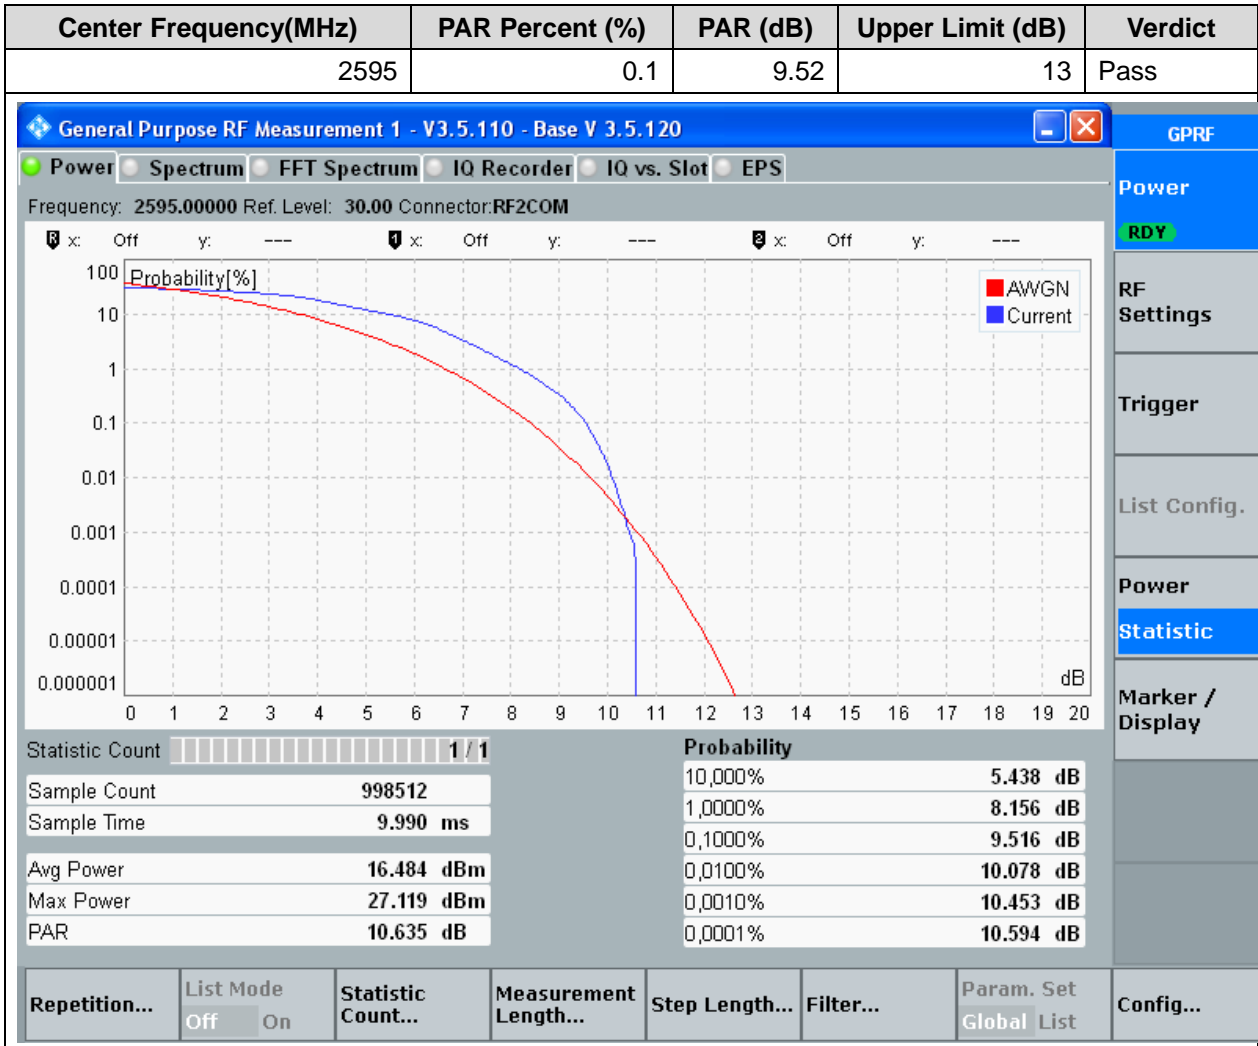 Center Frequency(MHz) PAR Percent (%) PAR (dB) Upper Limit (dB) Verdict
2595 0.1 9.52 13 Pass
General Purpose RF Measurement 1 - V3.5.110 - Base V 3.5.120
GPRF
Power Spectrum FFT Spectrum IQ Recorder IQ vs. Slot EPS
Frequency: 2595.00000 Ref. Level: 30.00 Connector:RF2COM
R x: Off y: --- 1 x: Off y: --- 2 x: Off y: ---
Probability[%]
100
10
1
0.1
0.01
0.001
0.0001
0.00001
0.000001
AWGN
Current
dB
0 1 2 3 4 5 6 7 8 9 10 11 12 13 14 15 16 17 18 19 20
Statistic Count 1 / 1
Sample Count 998512
Sample Time 9.990 ms
Avg Power 16.484 dBm
Max Power 27.119 dBm
PAR 10.635 dB
Probability
10,000% 5.438 dB
1,0000% 8.156 dB
0,1000% 9.516 dB
0,0100% 10.078 dB
0,0010% 10.453 dB
0,0001% 10.594 dB
Power
RDY
RF
Settings
Trigger
List Config.
Power
Statistic
Marker /
Display
Repetition...
List Mode
Off On
Statistic
Count...
Measurement
Length...
Step Length...
Filter...
Param. Set
Global List
Config...